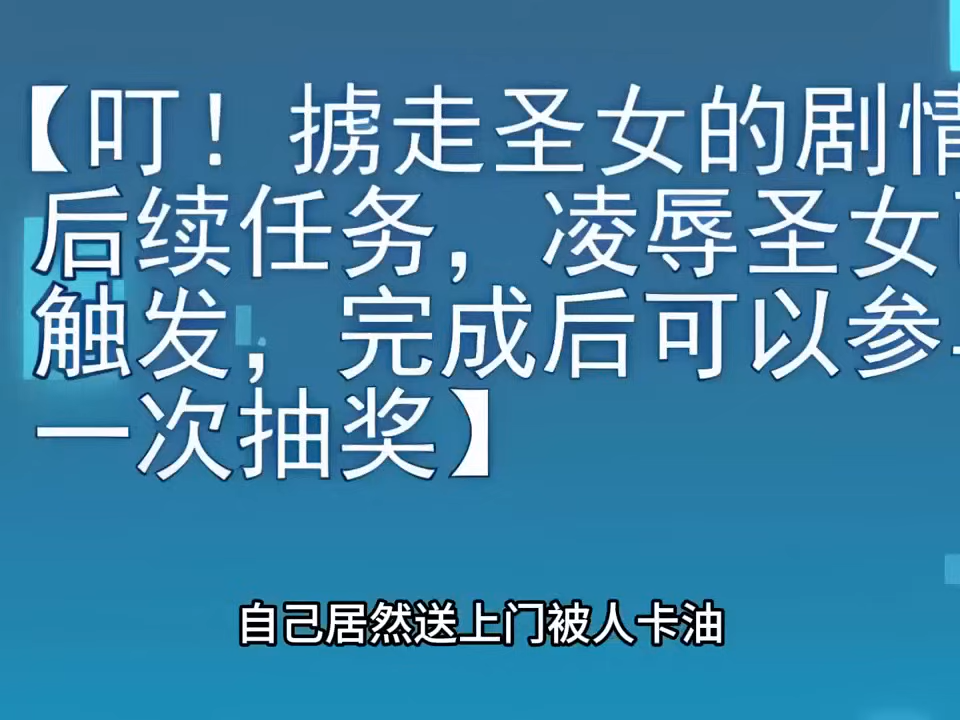 【叮！掳走圣女的剧情
后续任务，凌辱圣女
触发，完成后可以参
一次抽奖】
自己居然送上门被人卡油